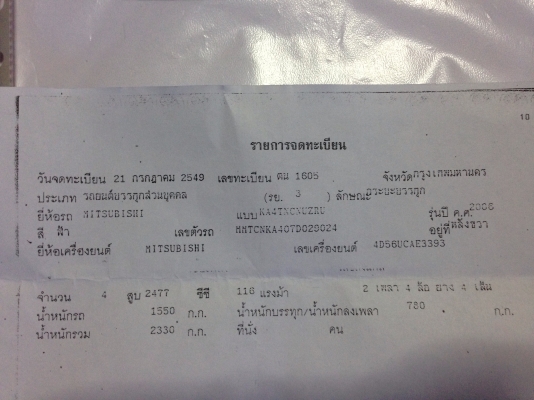 10
รายการจดทะเบียน
วันจดทะเบียน 21 กรกฎาคม 2549 เลขทะเบียน ตน 1605 จังหวัดกรุงเทพมหานคร
ประเภท รถยนต์บรรทุกส่วนบุคคล (รย. 3 ) ลักษณะกระบะบรรทุก
ยี่ห้อรถ MITSUBISHI แบบ KA4TNCNUZRU รุ่นปี ค.ศ. 2006
สี ฟ้า เลขตัวรถ MMTCNKA407D029024 อยู่ที่
ยี่ห้อเครื่องยนต์ MITSUBISHI เลขเครื่องยนต์ 4D56UCAE3393
จำนวน 4 สูบ 2477 ซีซี 116 แรงม้า 2 เพลา 4 ล้อ ยาง 4 เส้น
น้ำหนักรถ 1550 ก.ก. น้ำหนักบรรทุก/น้ำหนักลงเพลา 780 ก.ก.
น้ำหนักรวม 2330 ก.ก. ที่นั่ง คน